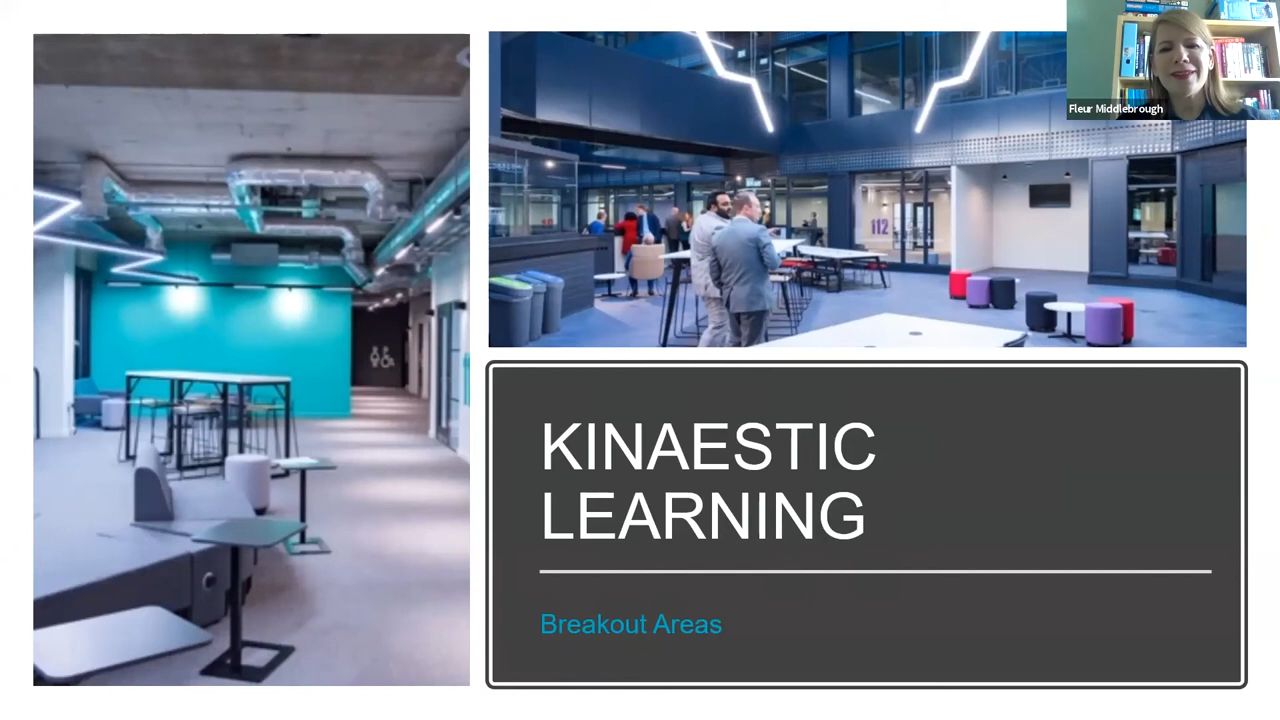 Fleur Middlebrough
112
KINAESTIC
LEARNING
Breakout Areas